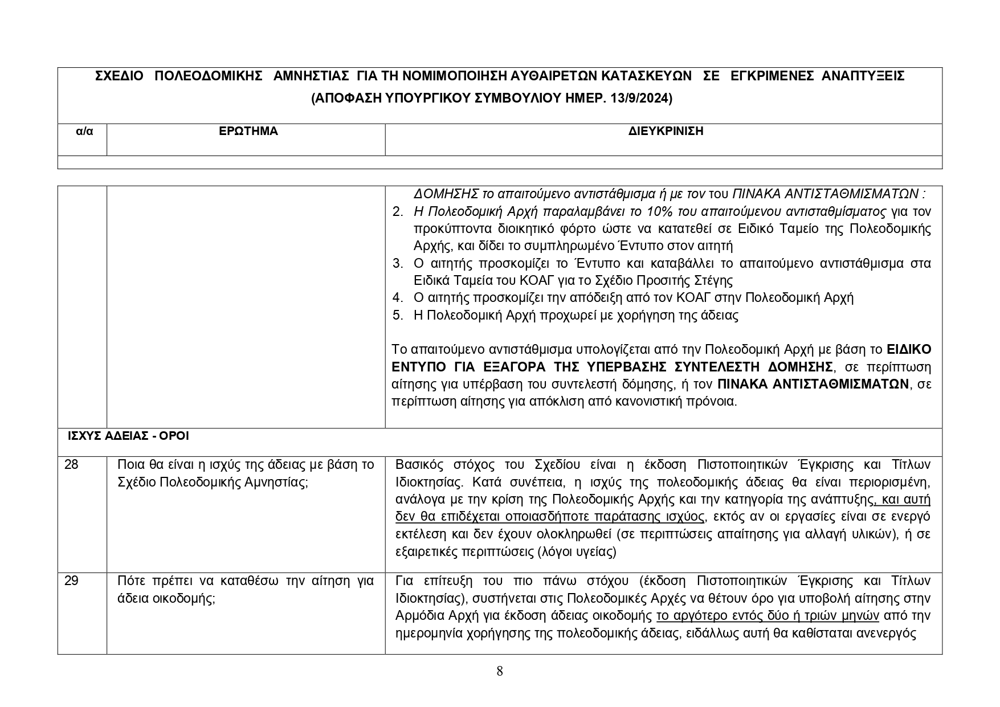 ΣΧΕΔΙΟ ΠΟΛΕΟΔΟΜΙΚΗΣ ΑΜΝΗΣΤΙΑΣ ΓΙΑ ΤΗ ΝΟΜΙΜΟΠΟΙΗΣΗ ΑΥΘΑΙΡΕΤΩΝ ΚΑΤΑΣΚΕΥΩΝ ΣΕ ΕΓΚΡΙΜΕΝΕΣ ΑΝΑΠΤΥΞΕΙΣ
(ΑΠΟΦΑΣΗ ΥΠΟΥΡΓΙΚΟΥ ΣΥΜΒΟΥΛΙΟΥ ΗΜΕΡ. 13/9/2024)
α/α ΕΡΩΤΗΜΑ ΔΙΕΥΚΡΙΝΙΣΗ
ΔΟΜΗΣΗΣ το απαιτούμενο αντιστάθμισμα ή με τον του ΠΙΝΑΚΑ ΑΝΤΙΣΤΑΘΜΙΣΜΑΤΩΝ :
2. Η Πολεοδομική Αρχή παραλαμβάνει το 10% του απαιτούμενου αντισταθμίσματος για τον
προκύπτοντα διοικητικό φόρτο ώστε να κατατεθεί σε Ειδικό Ταμείο της Πολεοδομικής
Αρχής, και δίδει το συμπληρωμένο Έντυπο στον αιτητή
3. Ο αιτητής προσκομίζει το Έντυπο και καταβάλλει το απαιτούμενο αντιστάθμισμα στα
Ειδικά Ταμεία του ΚΟΑΓ για το Σχέδιο Προσιτής Στέγης
4. Ο αιτητής προσκομίζει την απόδειξη από τον ΚΟΑΓ στην Πολεοδομική Αρχή
5. Η Πολεοδομική Αρχή προχωρεί με χορήγηση της άδειας
Το απαιτούμενο αντιστάθμισμα υπολογίζεται από την Πολεοδομική Αρχή με βάση το ΕΙΔΙΚΟ
ΕΝΤΥΠΟ ΓΙΑ ΕΞΑΓΟΡΑ ΤΗΣ ΥΠΕΡΒΑΣΗΣ ΣΥΝΤΕΛΕΣΤΗ ΔΟΜΗΣΗΣ, σε περίπτωση
αίτησης για υπέρβαση του συντελεστή δόμησης, ή τον ΠΙΝΑΚΑ ΑΝΤΙΣΤΑΘΜΙΣΜΑΤΩΝ, σε
περίπτωση αίτησης για απόκλιση από κανονιστική πρόνοια.
ΙΣΧΥΣ ΑΔΕΙΑΣ - ΟΡΟΙ
28 Ποια θα είναι η ισχύς της άδειας με βάση το
Σχέδιο Πολεοδομικής Αμνηστίας;
Βασικός στόχος του Σχεδίου είναι η έκδοση Πιστοποιητικών Έγκρισης και Τίτλων
Ιδιοκτησίας. Κατά συνέπεια, η ισχύς της πολεοδομικής άδειας θα είναι περιορισμένη,
ανάλογα με την κρίση της Πολεοδομικής Αρχής και την κατηγορία της ανάπτυξης, και αυτή
δεν θα επιδέχεται οποιασδήποτε παράτασης ισχύος, εκτός αν οι εργασίες είναι σε ενεργό
εκτέλεση και δεν έχουν ολοκληρωθεί (σε περιπτώσεις απαίτησης για αλλαγή υλικών), ή σε
εξαιρετικές περιπτώσεις (λόγοι υγείας)
29 Πότε πρέπει να καταθέσω την αίτηση για
άδεια οικοδομής;
Για επίτευξη του πιο πάνω στόχου (έκδοση Πιστοποιητικών Έγκρισης και Τίτλων
Ιδιοκτησίας), συστήνεται στις Πολεοδομικές Αρχές να θέτουν όρο για υποβολή αίτησης στην
Αρμόδια Αρχή για έκδοση άδειας οικοδομής το αργότερο εντός δύο ή τριών μηνών από την
ημερομηνία χορήγησης της πολεοδομικής άδειας, ειδάλλως αυτή θα καθίσταται ανενεργός
8